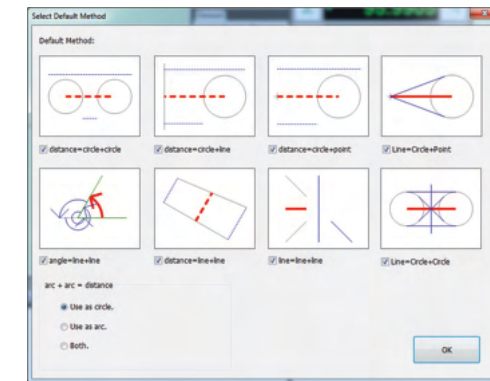 Select Default Method
Default Method:
distance=circle+circle
distance=circle+line
distance=circle+point
Line=Circle+Point
angle=line+line
distance=line+line
line=line+line
Line=Circle+Circle
arc + arc = distance
Use as circle.
Use as arc.
Both.
OK